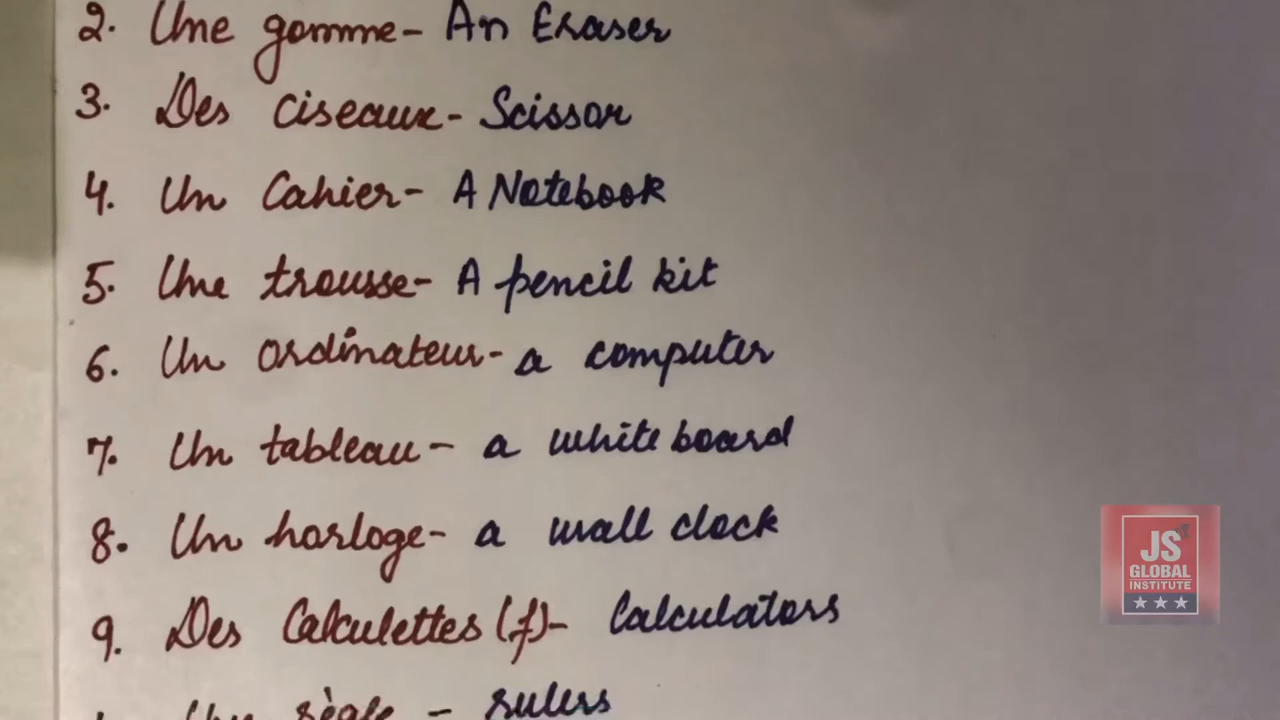 2. Une gomme- An Eraser
3. Des ciseaux- Scissor
4. Un Cahier- A Notebook
5. Une trousse- A pencil kit
6. Un ordinateur- a computer
7. Un tableau- a white board
8. Un horloge- a wall clock
9. Des Calculettes (f)- Calculators
règle - rulers
JS
GLOBAL
INSTITUTE